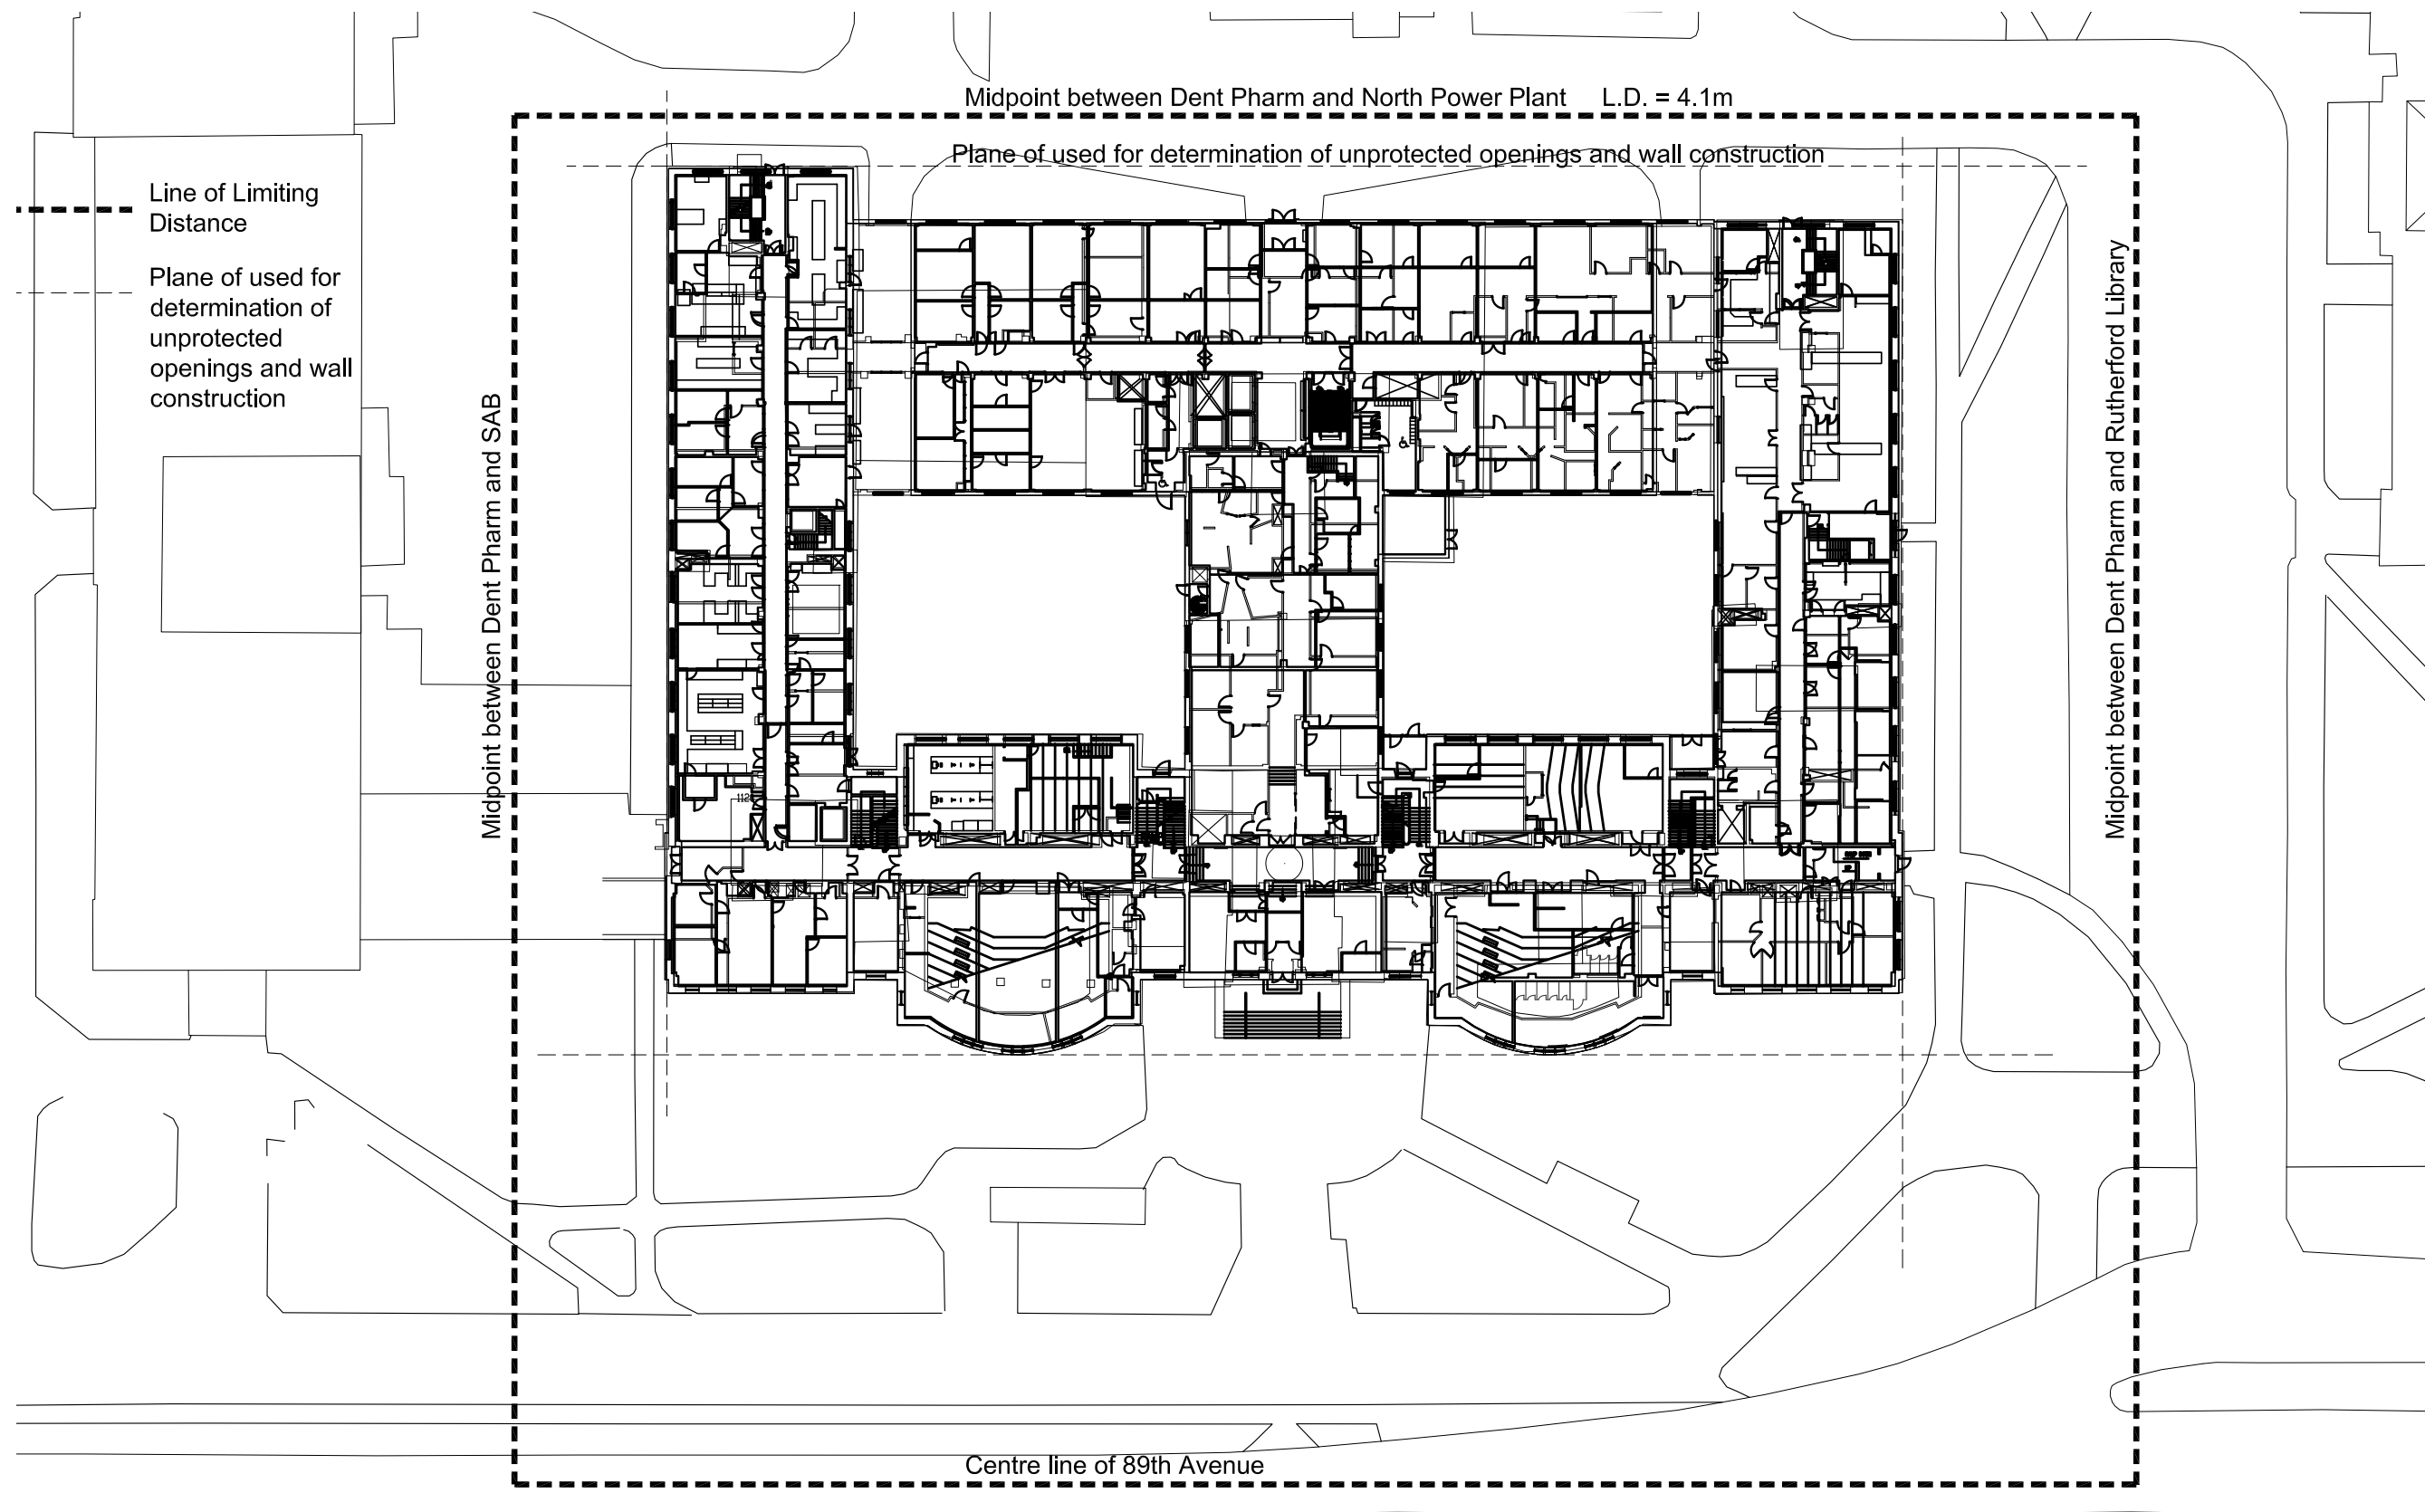 Midpoint between Dent Pharm and North Power Plant L.D. = 4.1m
Plane of used for determination of unprotected openings and wall construction
Line of Limiting
Distance
Plane of used for
determination of
unprotected
openings and wall
construction
Midpoint between Dent Pharm and SAB
Midpoint between Dent Pharm and Rutherford Library
Centre line of 89th Avenue